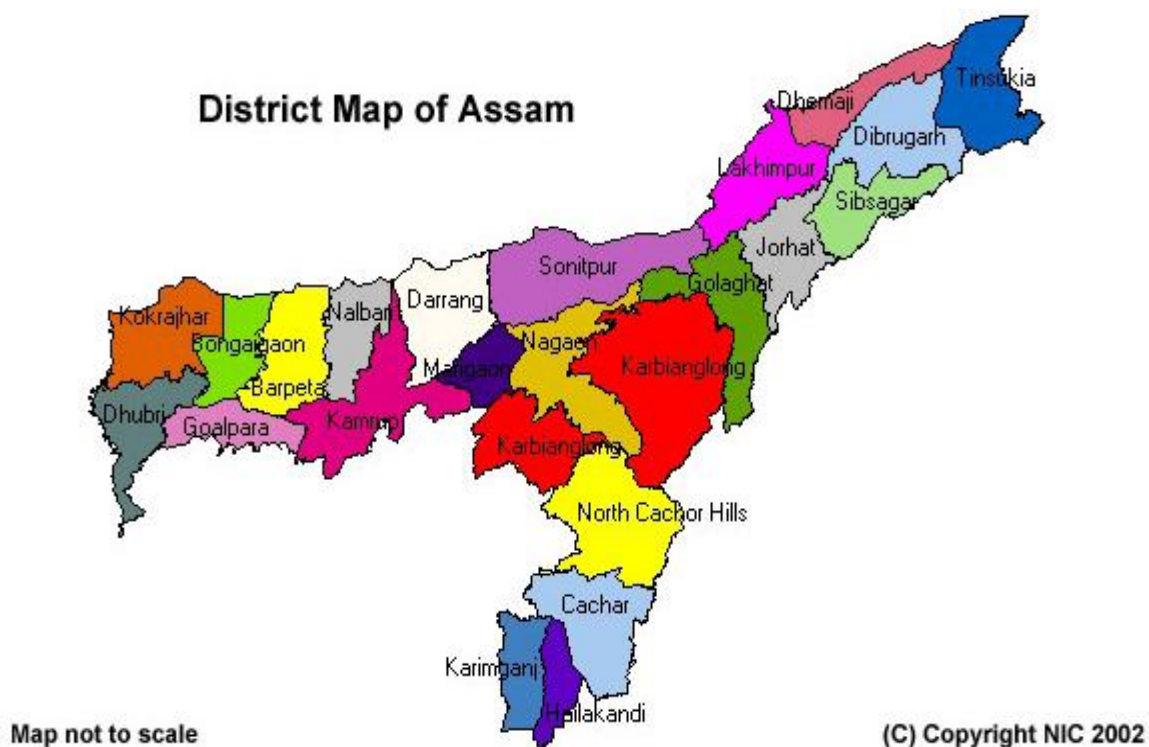 District Map of Assam
Tinsukia
Dhemaji
Dibrugarh
Lakhimpur
Sibsagar
Jorhat
Sonitpur
Golaghat
Darrang
Kokrajhar
Nalbari
Bongaigaon
Nagaon
Karbianglong
Marigaon
Barpeta
Dhubri
Goalpara
Kamrup
Karbianglong
North Cachor Hills
Cachar
Karimganj
Hailakandi
Map not to scale
(C) Copyright NIC 2002